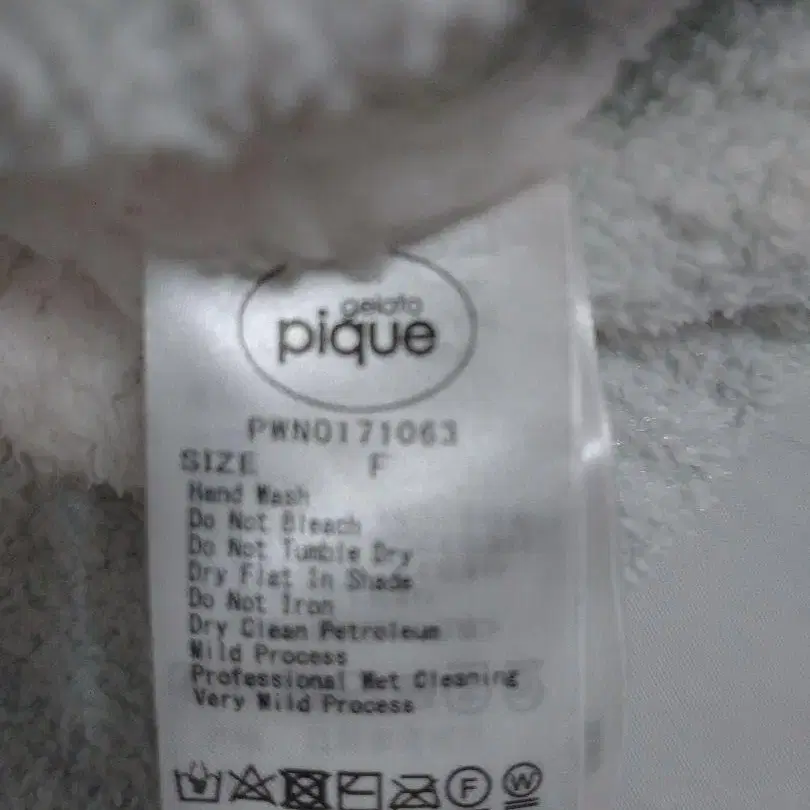 gelato
pique
PWNO171063
SIZE F
Hand Wash
Do Not Bleach
Do Not Tumble Dry
Dry Flat In Shade
Do Not Iron
Dry Clean Petroleum
Mild Process
Professional Wet Cleaning
Very Mild Process
F
W